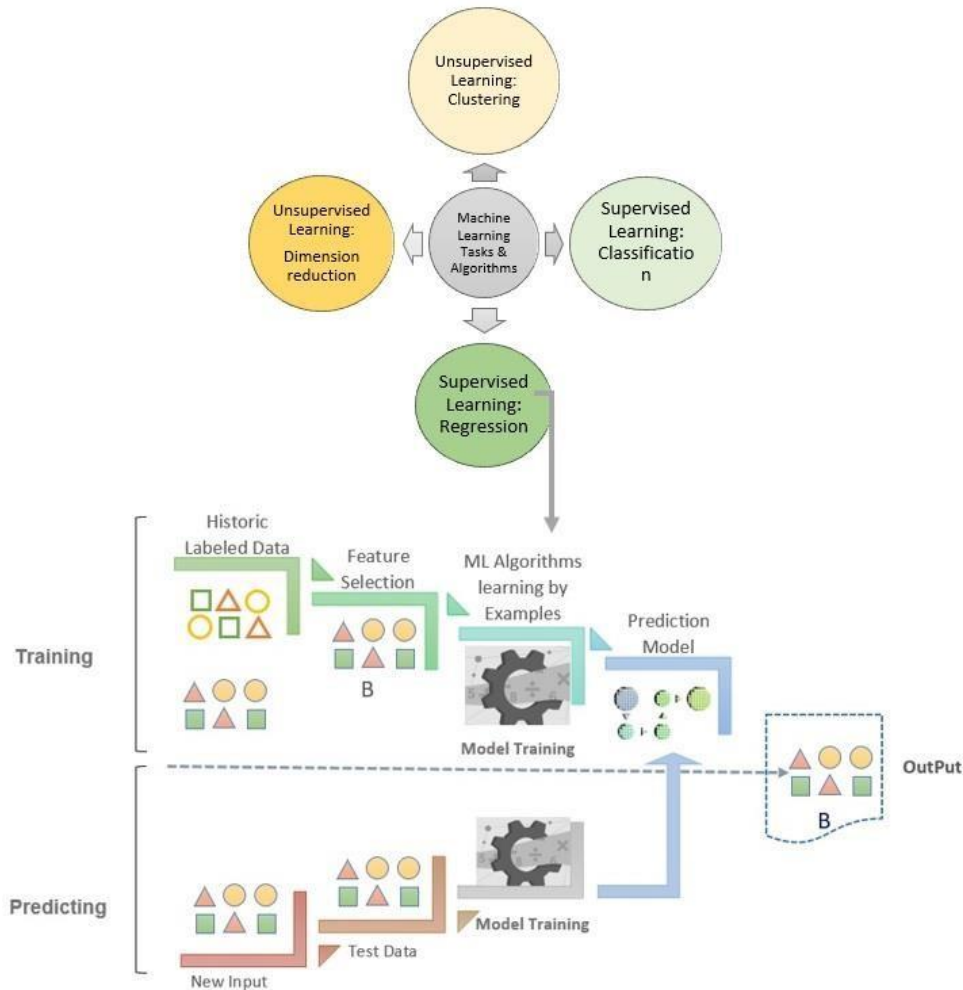 Unsupervised
Learning:
Clustering
Unsupervised
Learning:
Dimension
reduction
Machine
Learning
Tasks &
Algorithms
Supervised
Learning:
Classificatio
n
Supervised
Learning:
Regression
Historic
Labeled Data
Feature
Selection
ML Algorithms
learning by
Examples
Prediction
Model
Training
B
Model Training
OutPut
B
Predicting
Model Training
Test Data
New Input